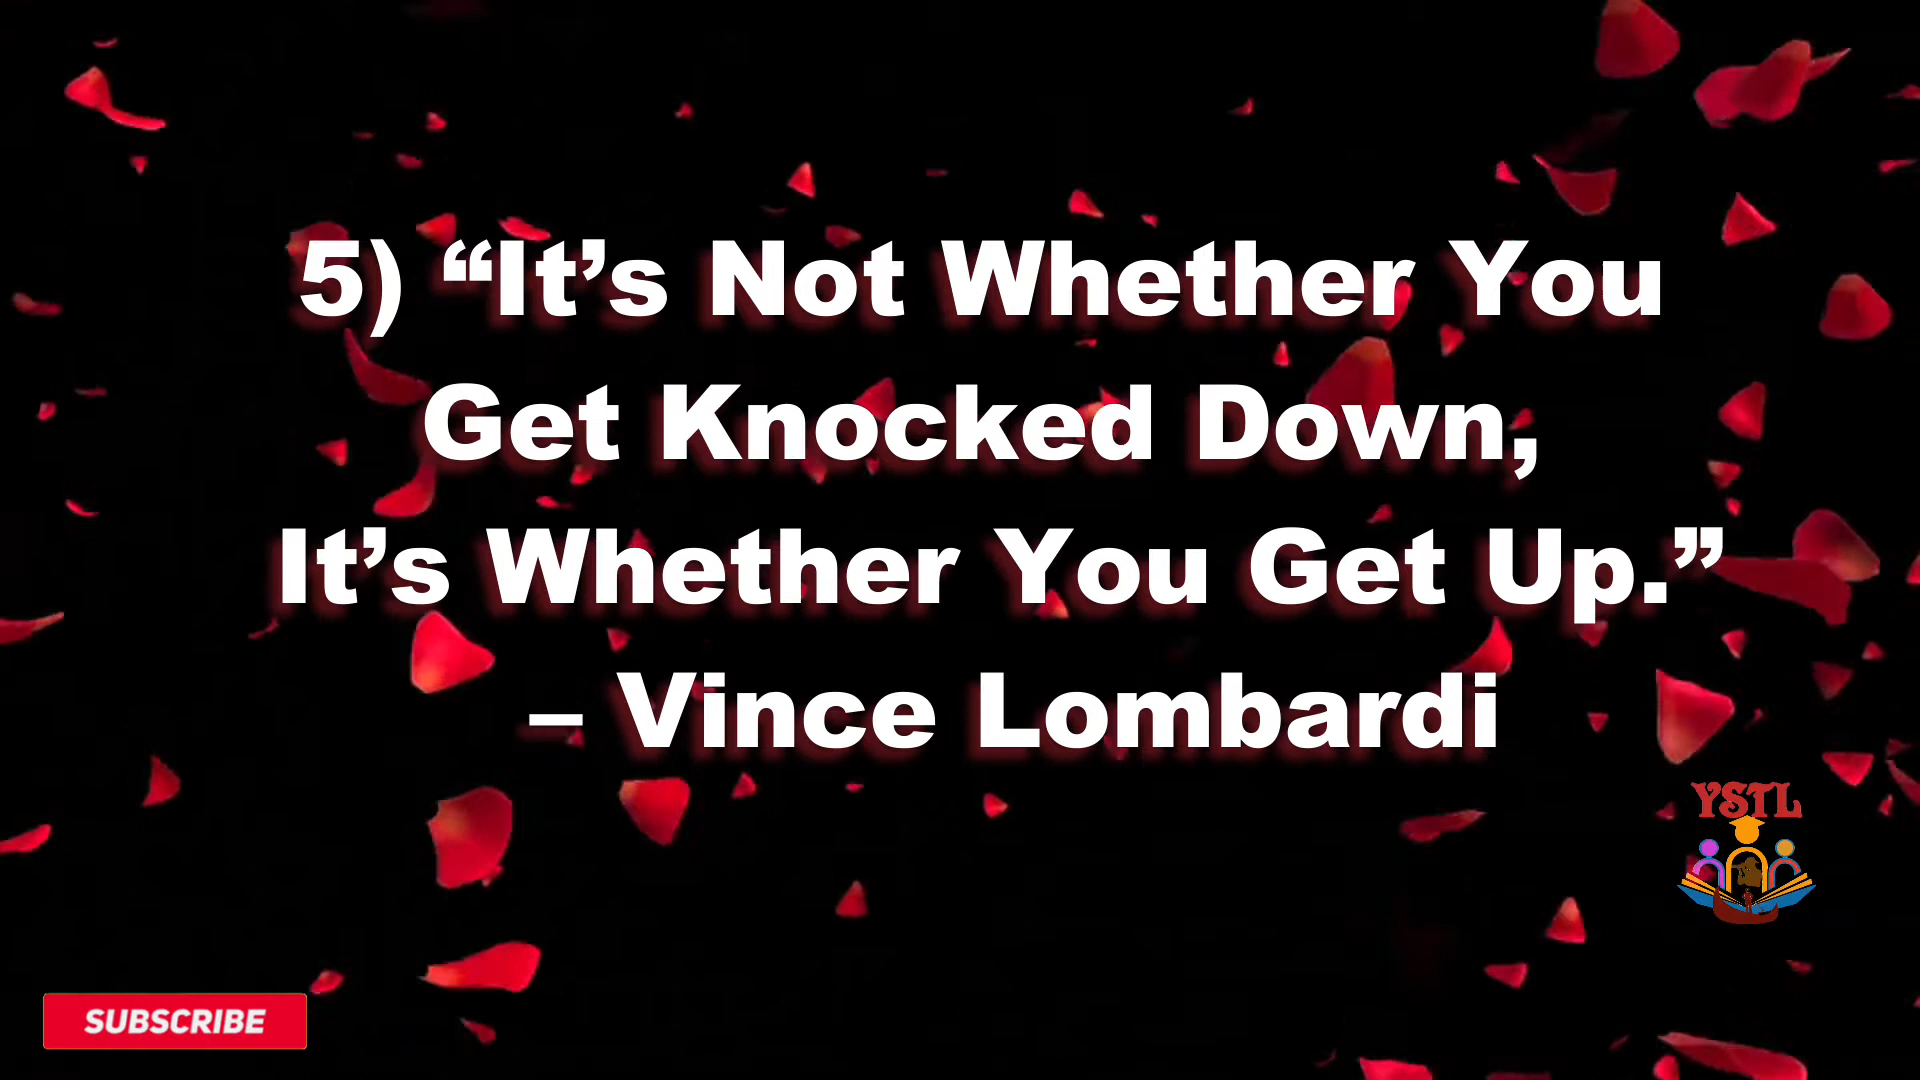 5) “It’s Not Whether You
Get Knocked Down,
It’s Whether You Get Up.”
– Vince Lombardi
YSTL
SUBSCRIBE